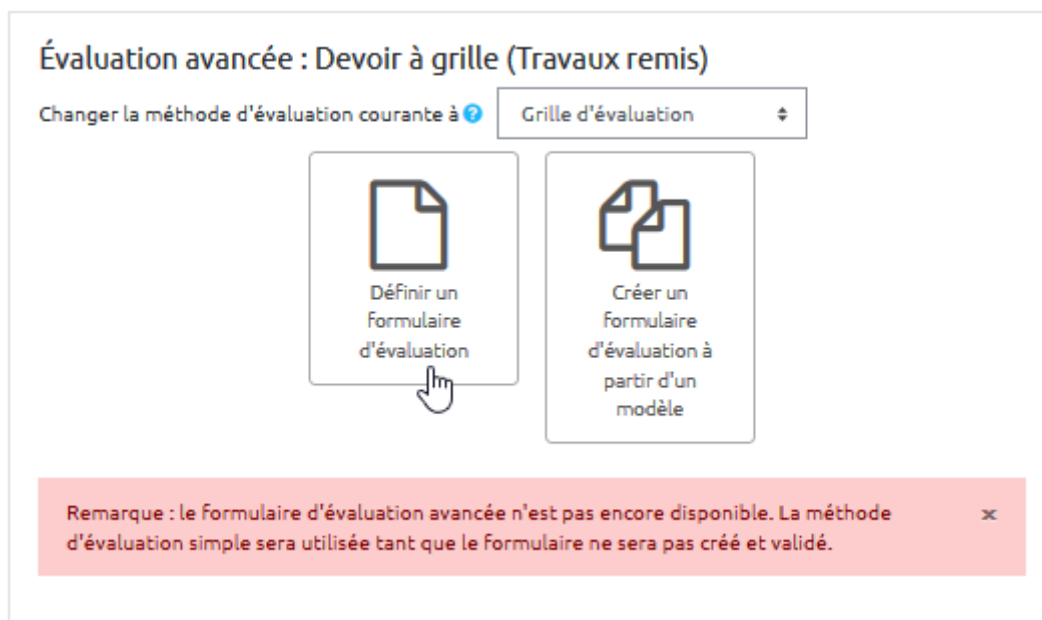 Évaluation avancée : Devoir à grille (Travaux remis)
Changer la méthode d'évaluation courante à ? Grille d'évaluation
Définir un
formulaire
d'évaluation
Créer un
formulaire
d'évaluation à
partir d'un
modèle
Remarque : le formulaire d'évaluation avancée n'est pas encore disponible. La méthode
d'évaluation simple sera utilisée tant que le formulaire ne sera pas créé et validé.